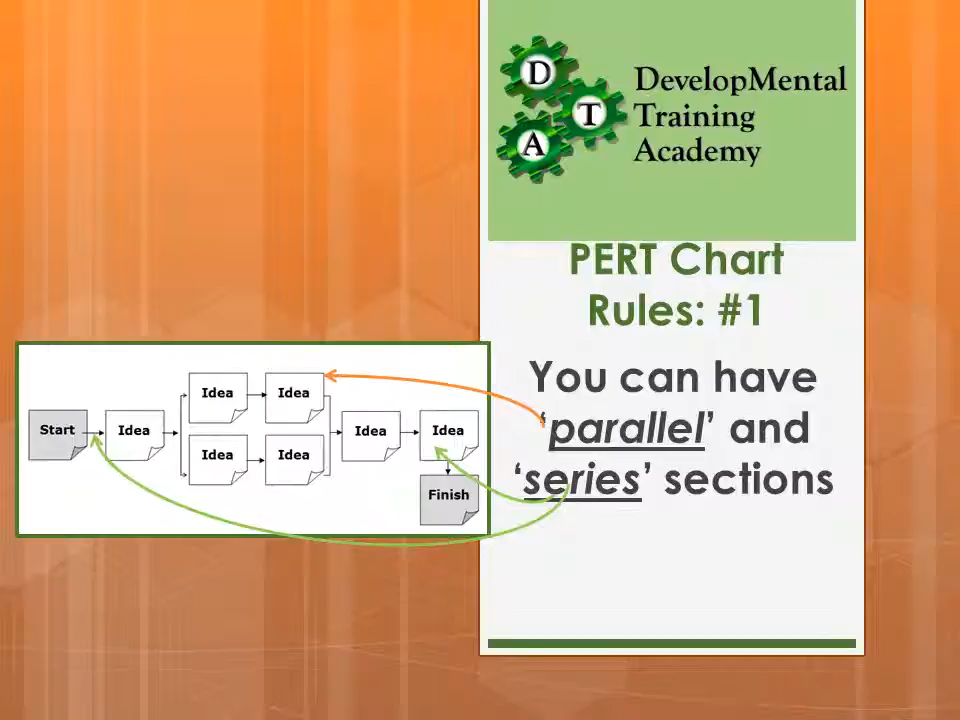 D
T
A
DevelopMental
Training
Academy
PERT Chart
Rules: #1
You can have
‘parallel’ and
‘series’ sections
Idea
Idea
Start
Idea
Idea
Idea
Idea
Idea
Finish